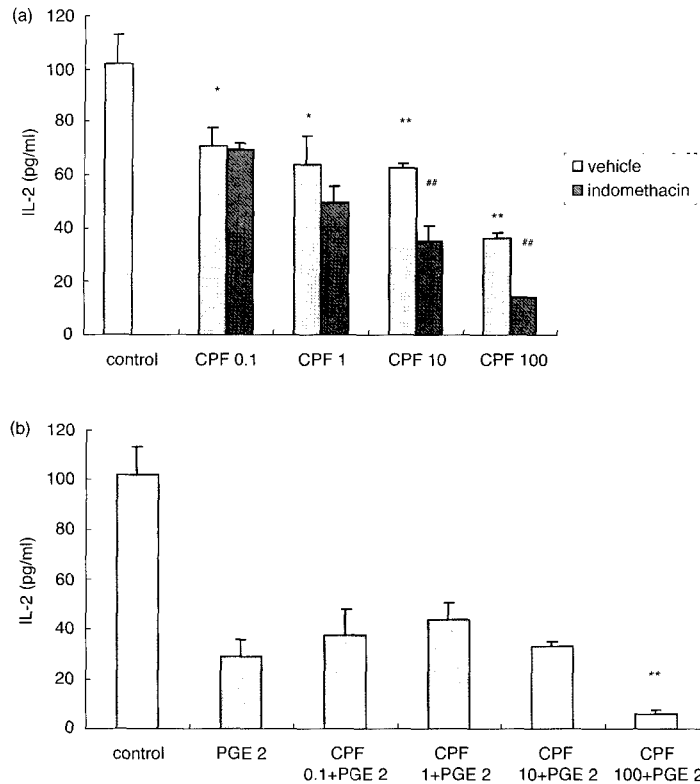 (a)
120
100
80
60
40
20
0
IL-2 (pg/ml)
*
*
**
##
**
##
vehicle
indomethacin
control CPF 0.1 CPF 1 CPF 10 CPF 100
(b)
120
100
80
60
40
20
0
IL-2 (pg/ml)
**
control PGE 2 CPF CPF CPF CPF
0.1+PGE 2 1+PGE 2 10+PGE 2 100+PGE 2